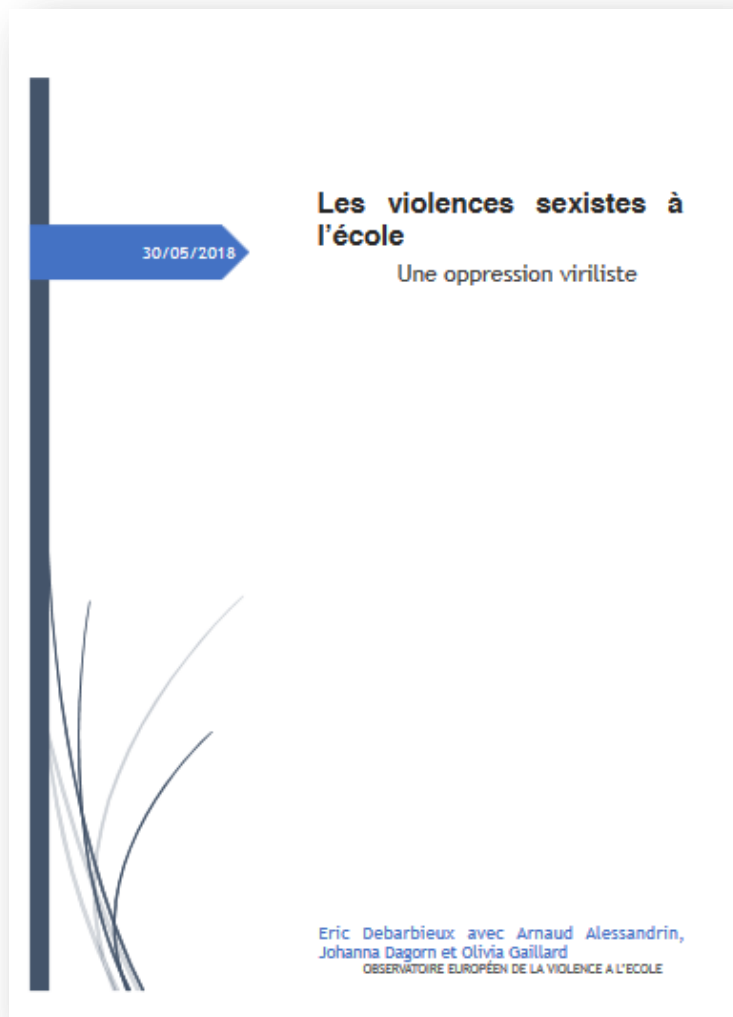 30/05/2018
Les violences sexistes à
l'école
Une oppression viriliste
Eric Debarbieux avec Arnaud Alessandrin,
Johanna Dagorn et Olivia Gaillard
OBSERVATOIRE EUROPÉEN DE LA VIOLENCE A L'ECOLE